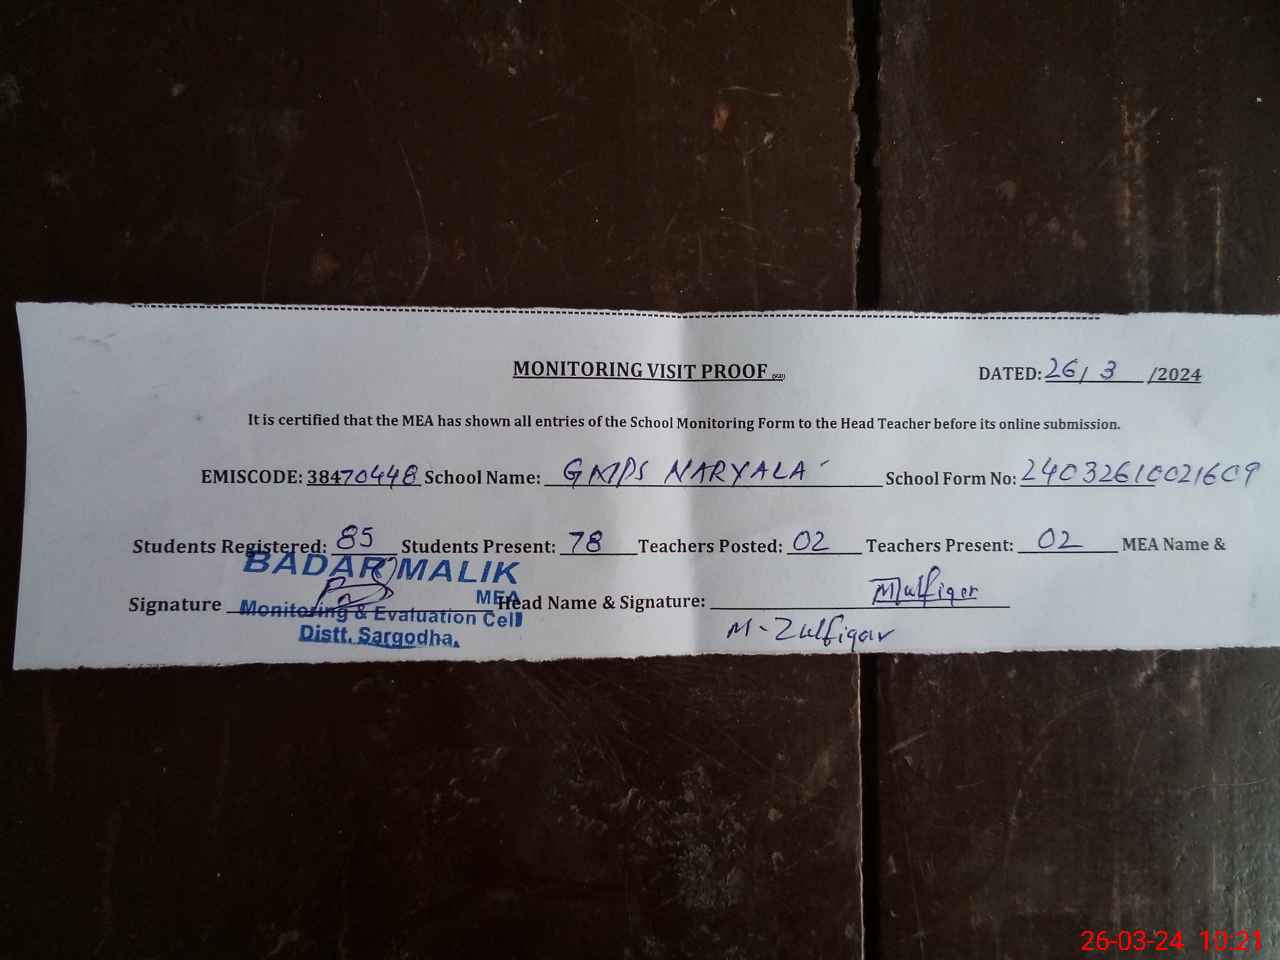 MONITORING VISIT PROOF (SGD) DATED: 26/ 3 /2024
It is certified that the MEA has shown all entries of the School Monitoring Form to the Head Teacher before its online submission.
EMISCODE: 38470448 School Name: GMPS NARYALA School Form No: 24032610021609
Students Registered: 85 Students Present: 78 Teachers Posted: 02 Teachers Present: 02 MEA Name &
BADAR MALIK
Signature Head Name & Signature: Mulfiqar
MEA
Monitoring & Evaluation Cell
Distt. Sargodha.
M-Zulfiqar
26-03-24 10:21